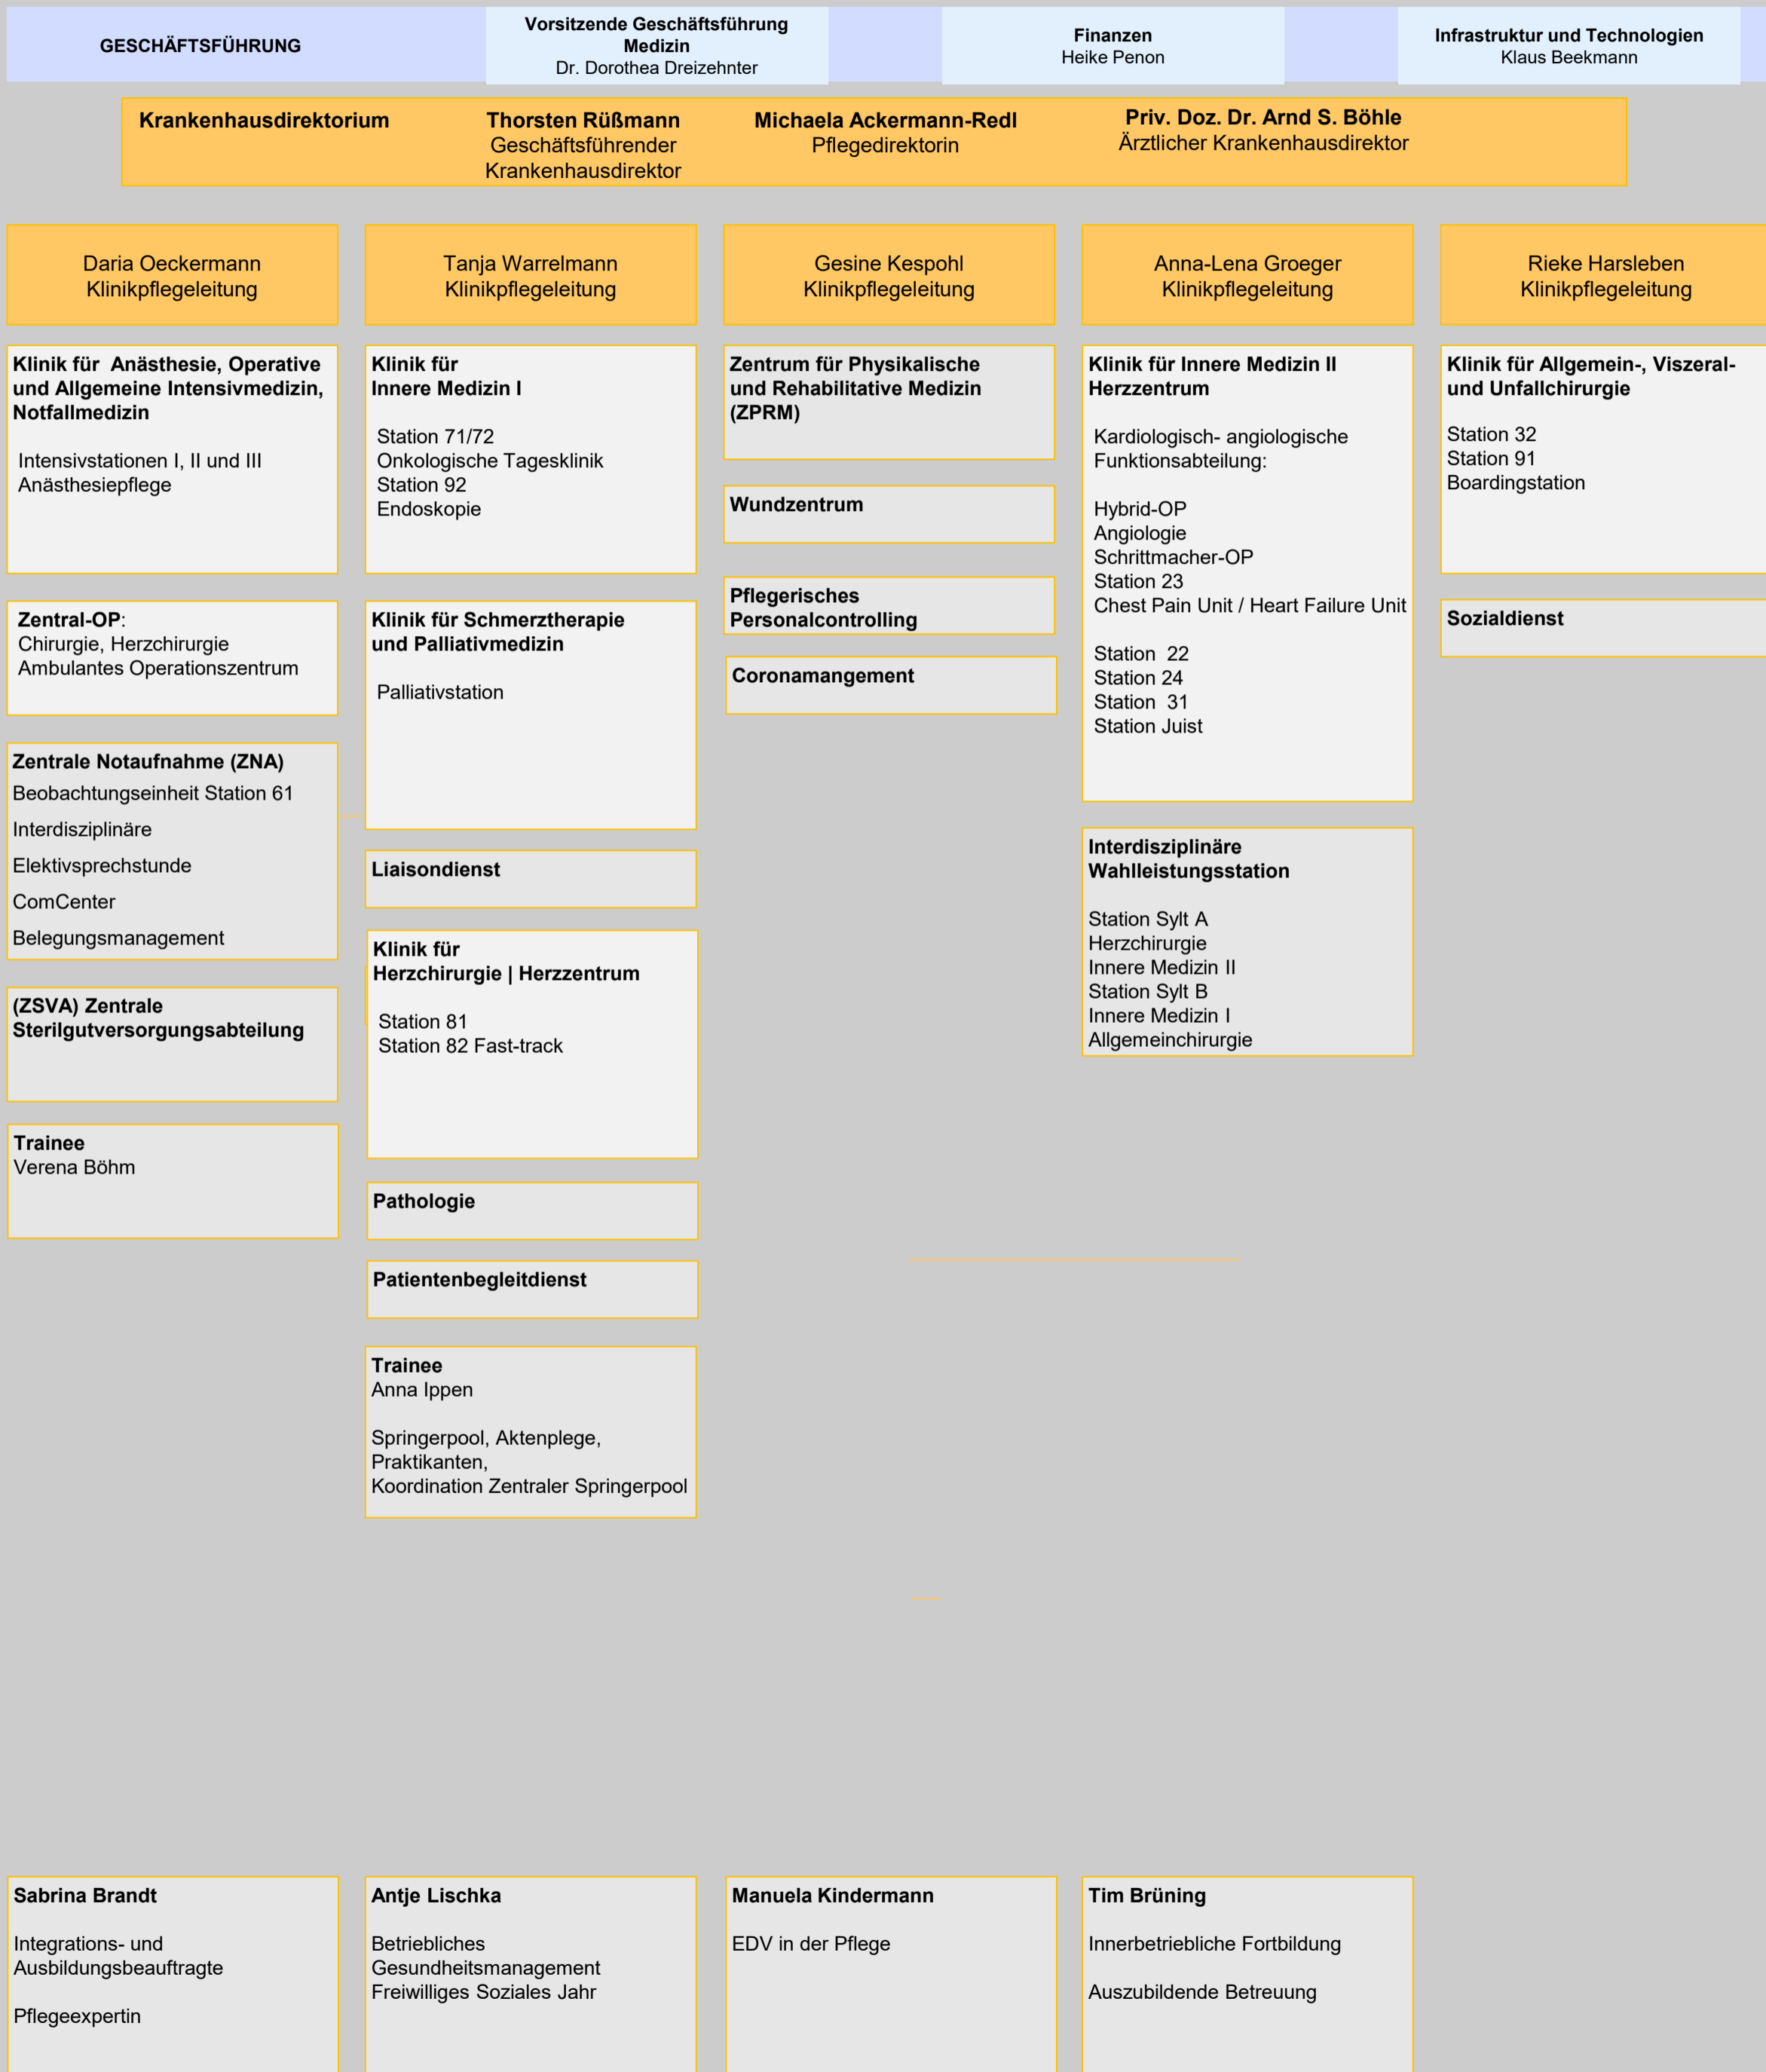 GESCHÄFTSFÜHRUNG
Vorsitzende Geschäftsführung
Medizin
Dr. Dorothea Dreizehnter
Finanzen
Heike Penon
Infrastruktur und Technologien
Klaus Beekmann
Krankenhausdirektorium
Thorsten Rüßmann
Geschäftsführender
Krankenhausdirektor
Michaela Ackermann-Redl
Pflegedirektorin
Priv. Doz. Dr. Arnd S. Böhle
Ärztlicher Krankenhausdirektor
Daria Oeckermann
Klinikpflegeleitung
Tanja Warrelmann
Klinikpflegeleitung
Gesine Kespohl
Klinikpflegeleitung
Anna-Lena Groeger
Klinikpflegeleitung
Rieke Harsleben
Klinikpflegeleitung
Klinik für  Anästhesie, Operative
und Allgemeine Intensivmedizin,
Notfallmedizin
Intensivstationen I, II und III
Anästhesiepflege
Zentral-OP:
Chirurgie, Herzchirurgie
Ambulantes Operationszentrum
Zentrale Notaufnahme (ZNA)
Beobachtungseinheit Station 61
Interdisziplinäre
Elektivsprechstunde
ComCenter
Belegungsmanagement
(ZSVA) Zentrale
Sterilgutversorgungsabteilung
Trainee
Verena Böhm
Klinik für
Innere Medizin I
Station 71/72
Onkologische Tagesklinik
Station 92
Endoskopie
Klinik für Schmerztherapie
und Palliativmedizin
Palliativstation
Liaisondienst
Klinik für
Herzchirurgie | Herzzentrum
Station 81
Station 82 Fast-track
Pathologie
Patientenbegleitdienst
Trainee
Anna Ippen
Springerpool, Aktenplege,
Praktikanten,
Koordination Zentraler Springerpool
Zentrum für Physikalische
und Rehabilitative Medizin
(ZPRM)
Wundzentrum
Pflegerisches
Personalcontrolling
Coronamangement
Klinik für Innere Medizin II
Herzzentrum
Kardiologisch- angiologische
Funktionsabteilung:
Hybrid-OP
Angiologie
Schrittmacher-OP
Station 23
Chest Pain Unit / Heart Failure Unit
Station  22
Station 24
Station  31
Station Juist
Interdisziplinäre
Wahlleistungsstation
Station Sylt A
Herzchirurgie
Innere Medizin II
Station Sylt B
Innere Medizin I
Allgemeinchirurgie
Klinik für Allgemein-, Viszeral-
und Unfallchirurgie
Station 32
Station 91
Boardingstation
Sozialdienst
Sabrina Brandt
Integrations- und
Ausbildungsbeauftragte
Pflegeexpertin
Antje Lischka
Betriebliches
Gesundheitsmanagement
Freiwilliges Soziales Jahr
Manuela Kindermann
EDV in der Pflege
Tim Brüning
Innerbetriebliche Fortbildung
Auszubildende Betreuung